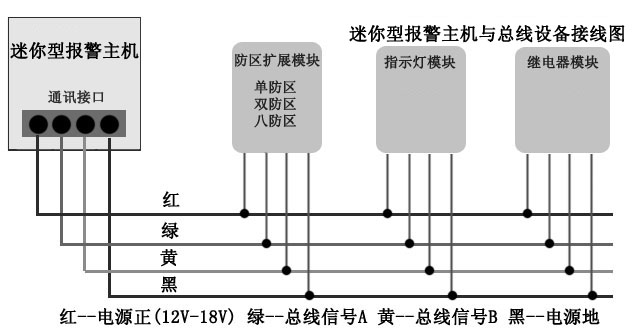 迷你型报警主机与总线设备接线图
迷你型报警主机
通讯接口
防区扩展模块
单防区
双防区
八防区
指示灯模块
继电器模块
红
绿
黄
黑
红--电源正(12V-18V) 绿--总线信号A 黄--总线信号B 黑--电源地